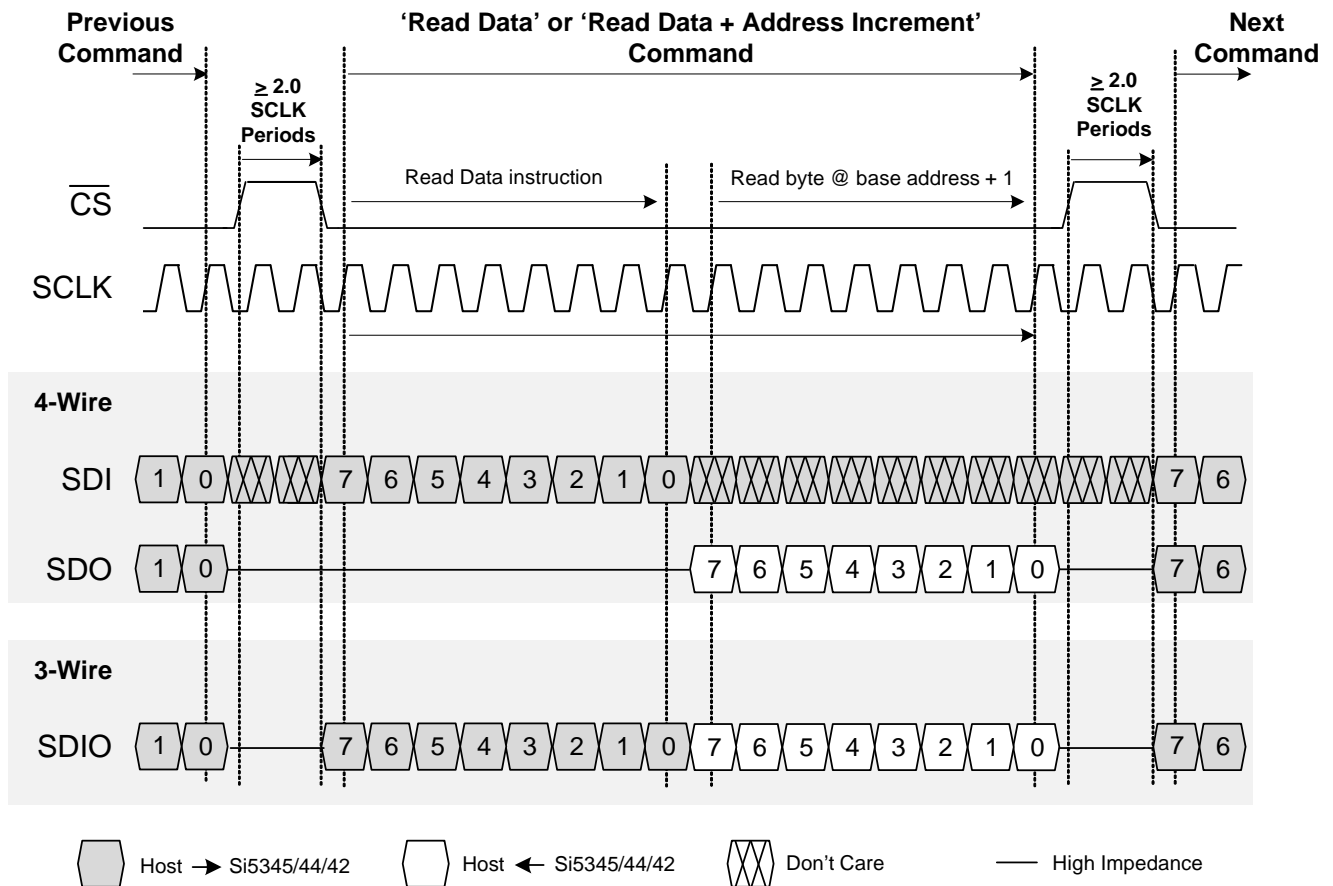 Previous Command
'Read Data' or 'Read Data + Address Increment' Command
Next Command
≥ 2.0 SCLK Periods
≥ 2.0 SCLK Periods
Read Data instruction
Read byte @ base address + 1
CS
SCLK
4-Wire
SDI 1 0 7 6 5 4 3 2 1 0 7 6
SDO 1 0 7 6 5 4 3 2 1 0 7 6
3-Wire
SDIO 1 0 7 6 5 4 3 2 1 0 7 6 5 4 3 2 1 0 7 6
Host Si5345/44/42
Host Si5345/44/42
Don't Care
High Impedance